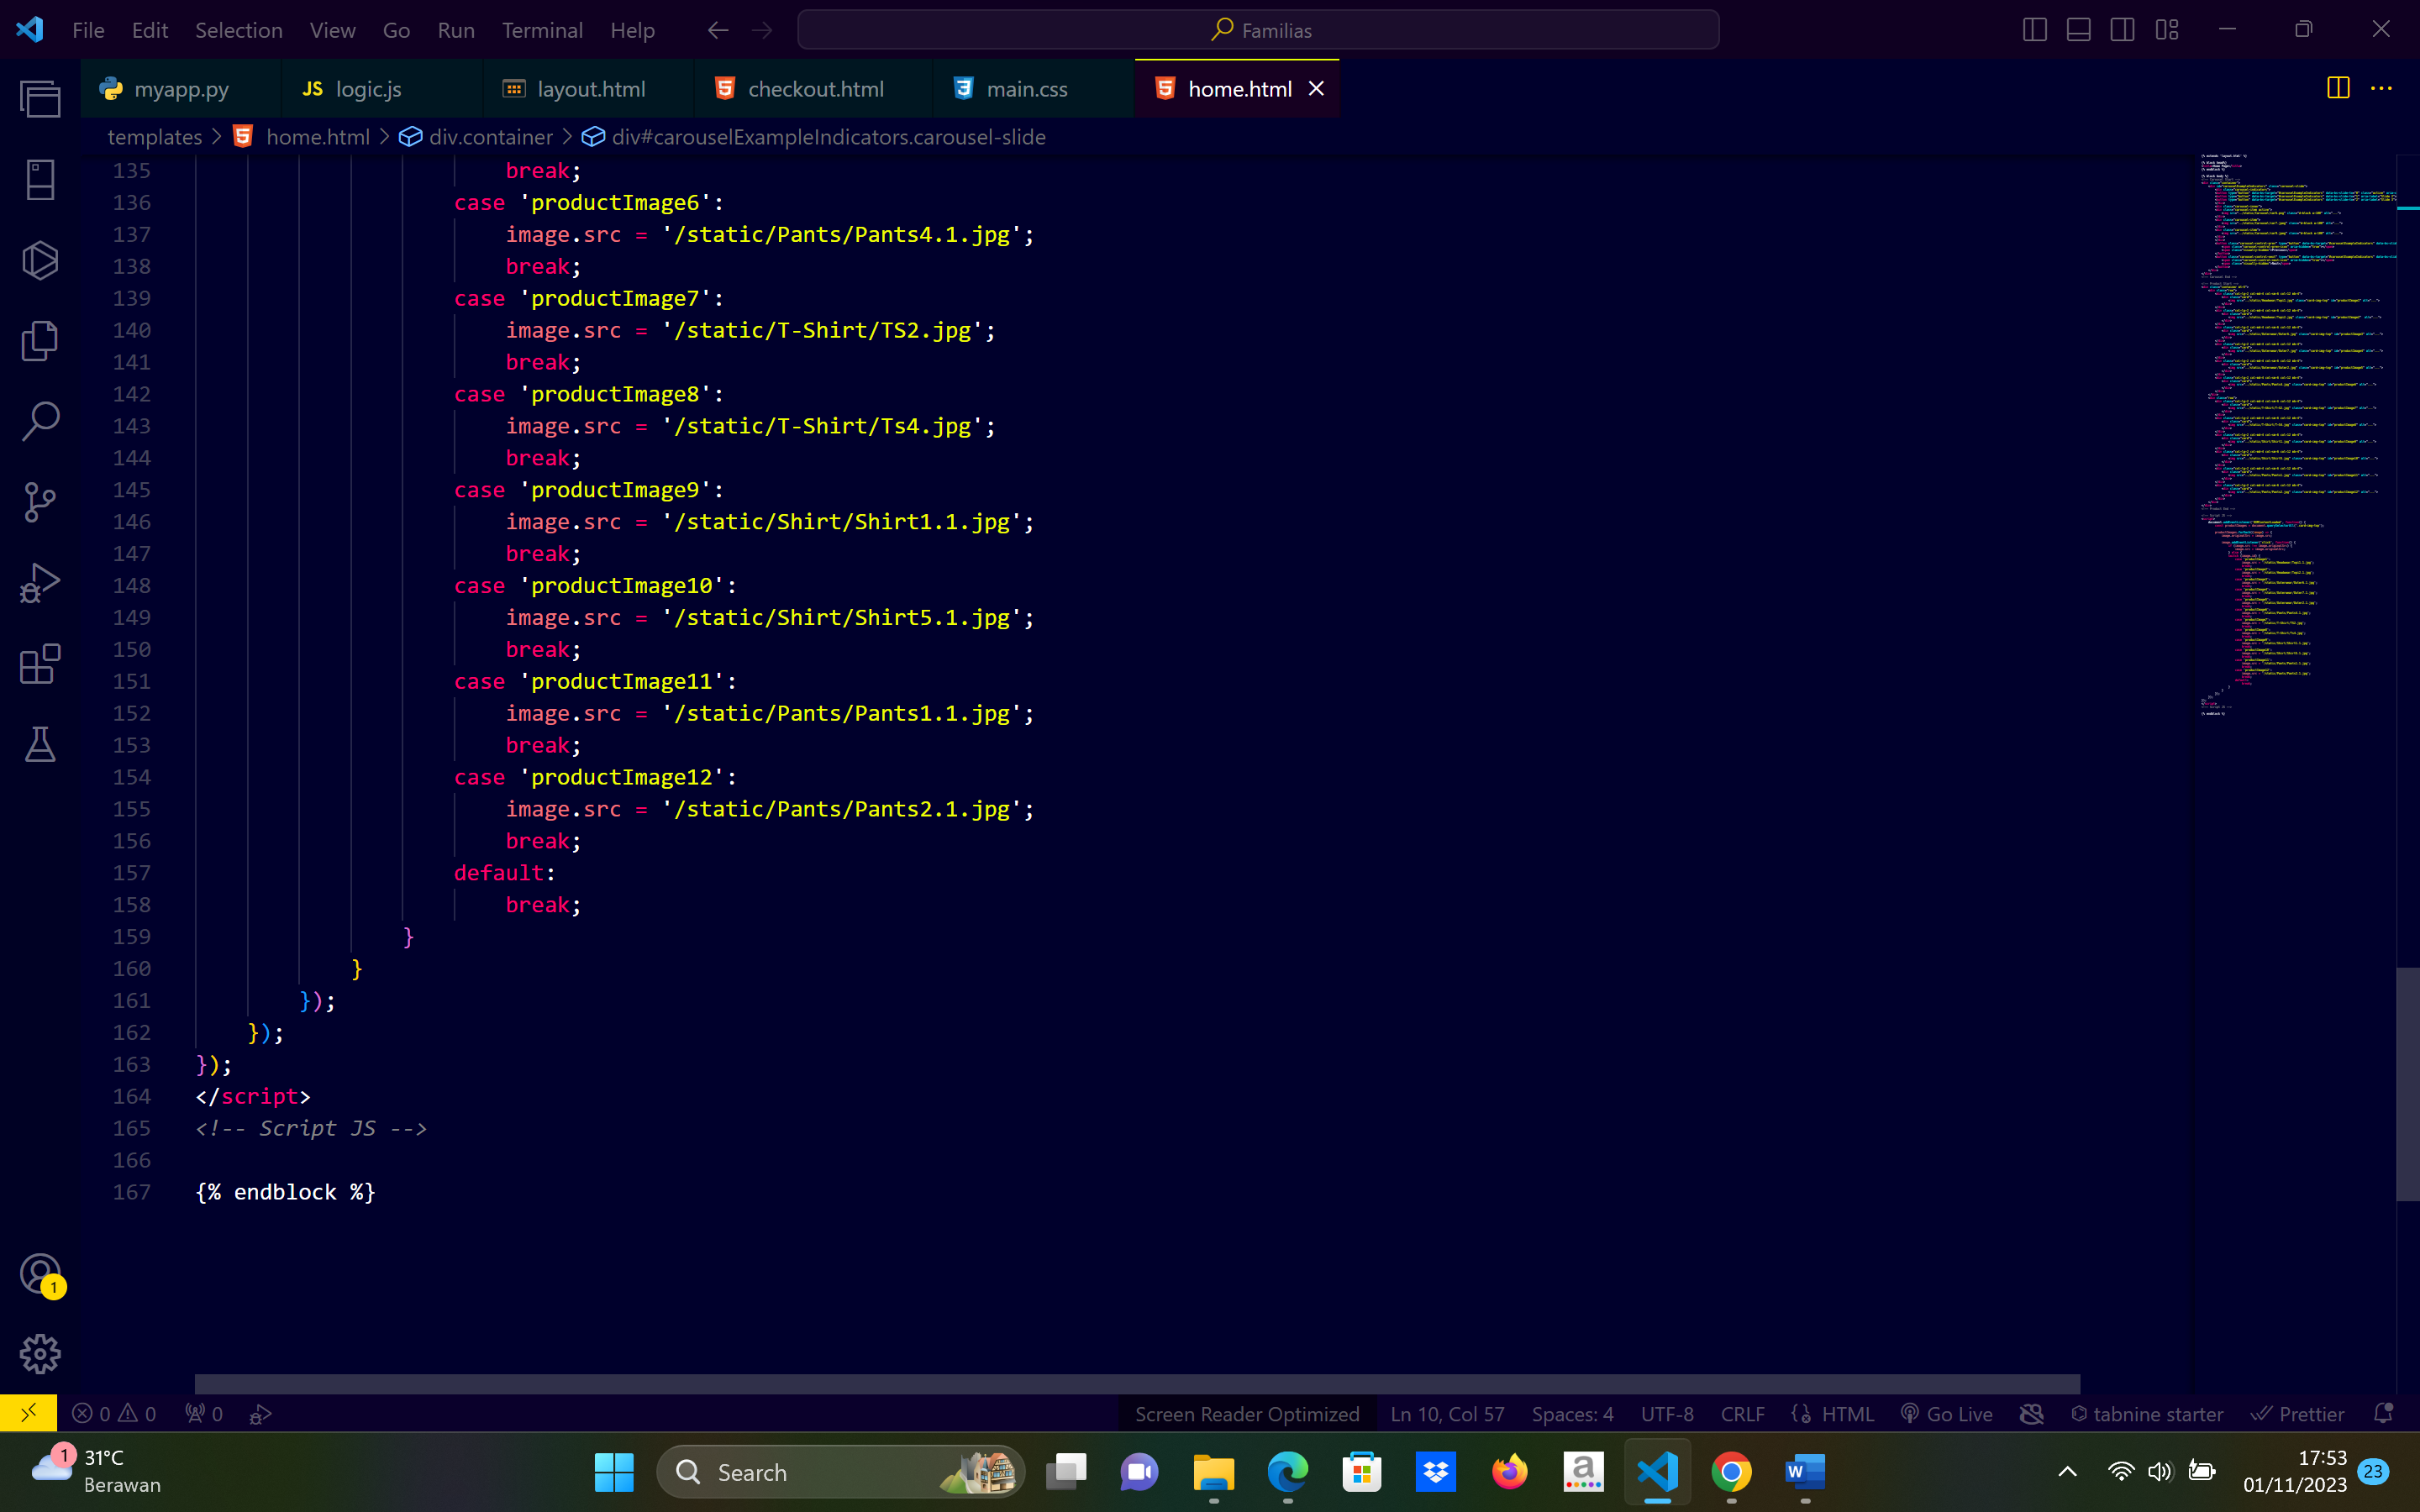 File Edit Selection View Go Run Terminal Help Familias
myapp.py JS logic.js layout.html checkout.html main.css home.html
templates > home.html > div.container > div#carouselExampleIndicators.carousel-slide
135 break;
136 case 'productImage6':
137 image.src = '/static/Pants/Pants4.1.jpg';
138 break;
139 case 'productImage7':
140 image.src = '/static/T-Shirt/TS2.jpg';
141 break;
142 case 'productImage8':
143 image.src = '/static/T-Shirt/Ts4.jpg';
144 break;
145 case 'productImage9':
146 image.src = '/static/Shirt/Shirt1.1.jpg';
147 break;
148 case 'productImage10':
149 image.src = '/static/Shirt/Shirt5.1.jpg';
150 break;
151 case 'productImage11':
152 image.src = '/static/Pants/Pants1.1.jpg';
153 break;
154 case 'productImage12':
155 image.src = '/static/Pants/Pants2.1.jpg';
156 break;
157 default:
158 break;
159 }
160 }
161 });
162 });
163 });
164 </script>
165 <!-- Script JS -->
166
167 {% endblock %}
1
0 0 0 Screen Reader Optimized Ln 10, Col 57 Spaces: 4 UTF-8 CRLF {} HTML Go Live tabnine starter Prettier
1 31°C
Berawan
Search
17:53
01/11/2023 23